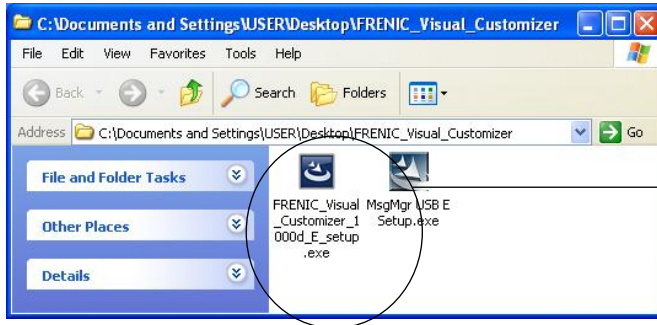 C:\Documents and Settings\USER\Desktop\FRENIC_Visual_Customizer
File Edit View Favorites Tools Help
Back Search Folders
Address C:\Documents and Settings\USER\Desktop\FRENIC_Visual_Customizer Go
File and Folder Tasks
Other Places
Details
FRENIC_Visual
_Customizer_1
000d_E_setup
.exe
MsgMgr USB E
Setup.exe